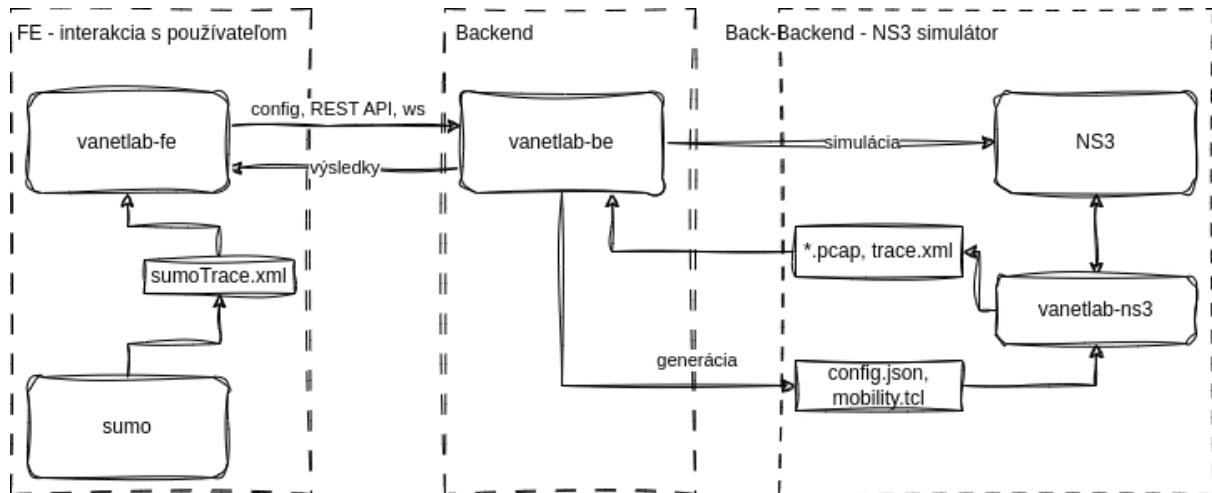 FE - interakcia s používateľom
Backend
Back-Backend - NS3 simulátor
vanetlab-fe
config, REST API, ws
výsledky
vanetlab-be
simulácia
NS3
sumoTrace.xml
*.pcap, trace.xml
vanetlab-ns3
generácia
config.json,
mobility.tcl
sumo